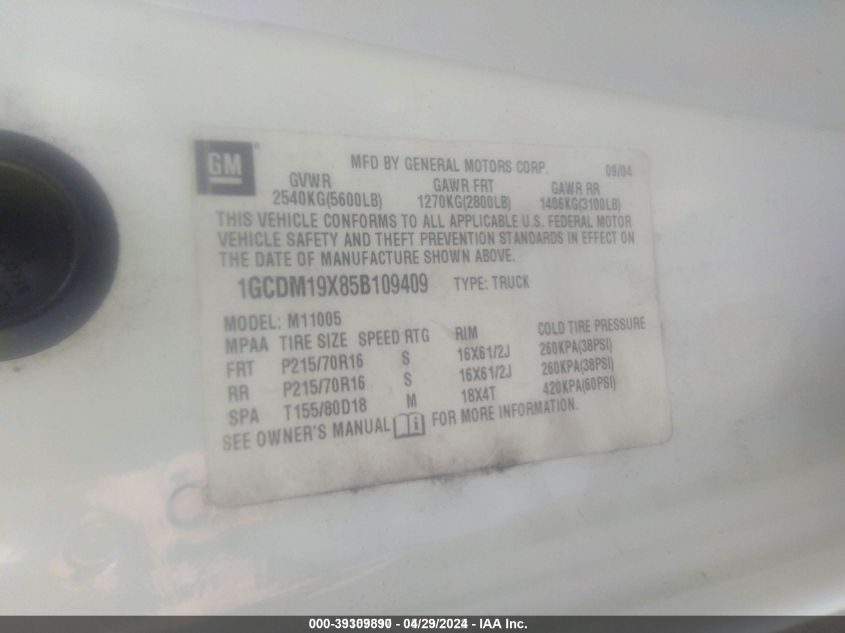 GM
MFD BY GENERAL MOTORS CORP. 09/04
GVWR GAWR FRT GAWR RR
2540KG(5600LB) 1270KG(2800LB) 1406KG(3100LB)
THIS VEHICLE CONFORMS TO ALL APPLICABLE U.S. FEDERAL MOTOR
VEHICLE SAFETY AND THEFT PREVENTION STANDARDS IN EFFECT ON
THE DATE OF MANUFACTURE SHOWN ABOVE.
1GCDM19X85B109409 TYPE: TRUCK
MODEL: M11005
MPAA TIRE SIZE SPEED RTG RIM COLD TIRE PRESSURE
FRT P215/70R16 S 16X61/2J 260KPA(38PSI)
RR P215/70R16 S 16X61/2J 260KPA(38PSI)
SPA T155/80D18 M 18X4T 420KPA(60PSI)
SEE OWNER'S MANUAL i FOR MORE INFORMATION.
000-39309890 - 04/29/2024 - IAA Inc.